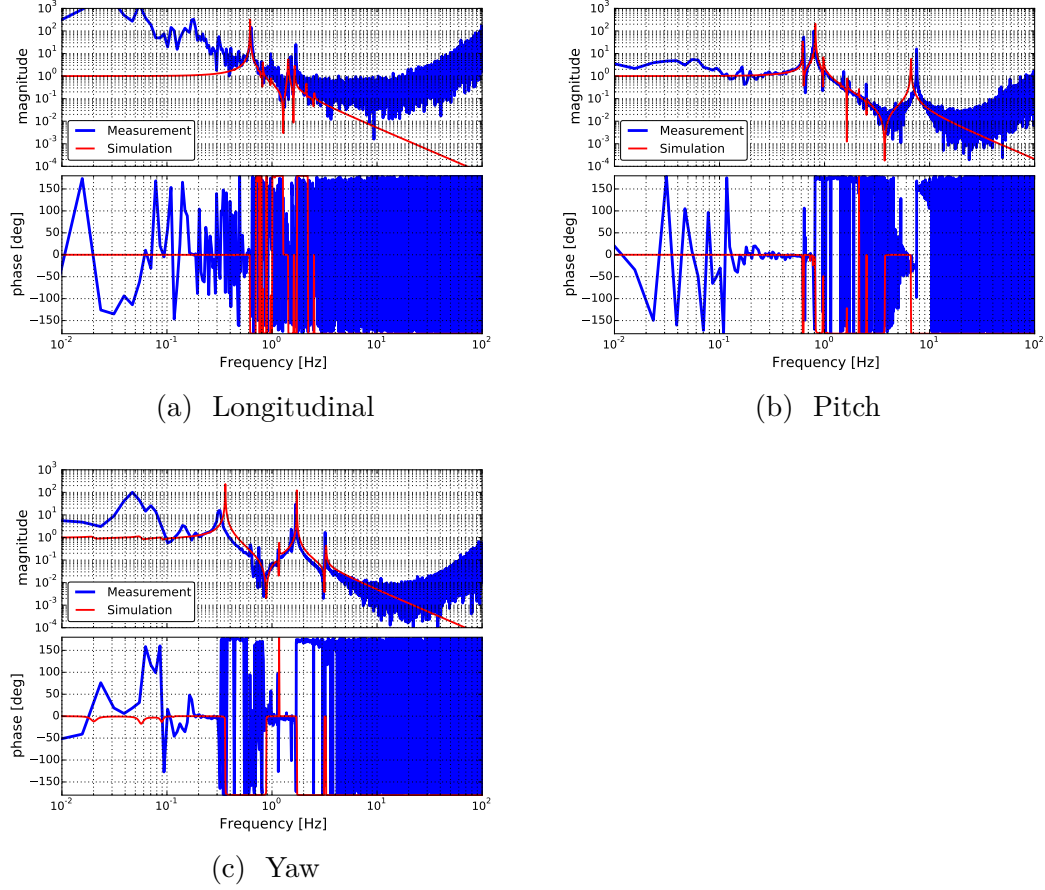 10³
10²
10¹
10⁰
10⁻¹
10⁻²
10⁻³
10⁻⁴
magnitude
Measurement
Simulation
150
100
50
0
−50
−100
−150
phase [deg]
10⁻² 10⁻¹ 10⁰ 10¹ 10²
Frequency [Hz]
(a) Longitudinal
10³
10²
10¹
10⁰
10⁻¹
10⁻²
10⁻³
10⁻⁴
magnitude
Measurement
Simulation
150
100
50
0
−50
−100
−150
phase [deg]
10⁻² 10⁻¹ 10⁰ 10¹ 10²
Frequency [Hz]
(b) Pitch
10³
10²
10¹
10⁰
10⁻¹
10⁻²
10⁻³
10⁻⁴
magnitude
Measurement
Simulation
150
100
50
0
−50
−100
−150
phase [deg]
10⁻² 10⁻¹ 10⁰ 10¹ 10²
Frequency [Hz]
(c) Yaw